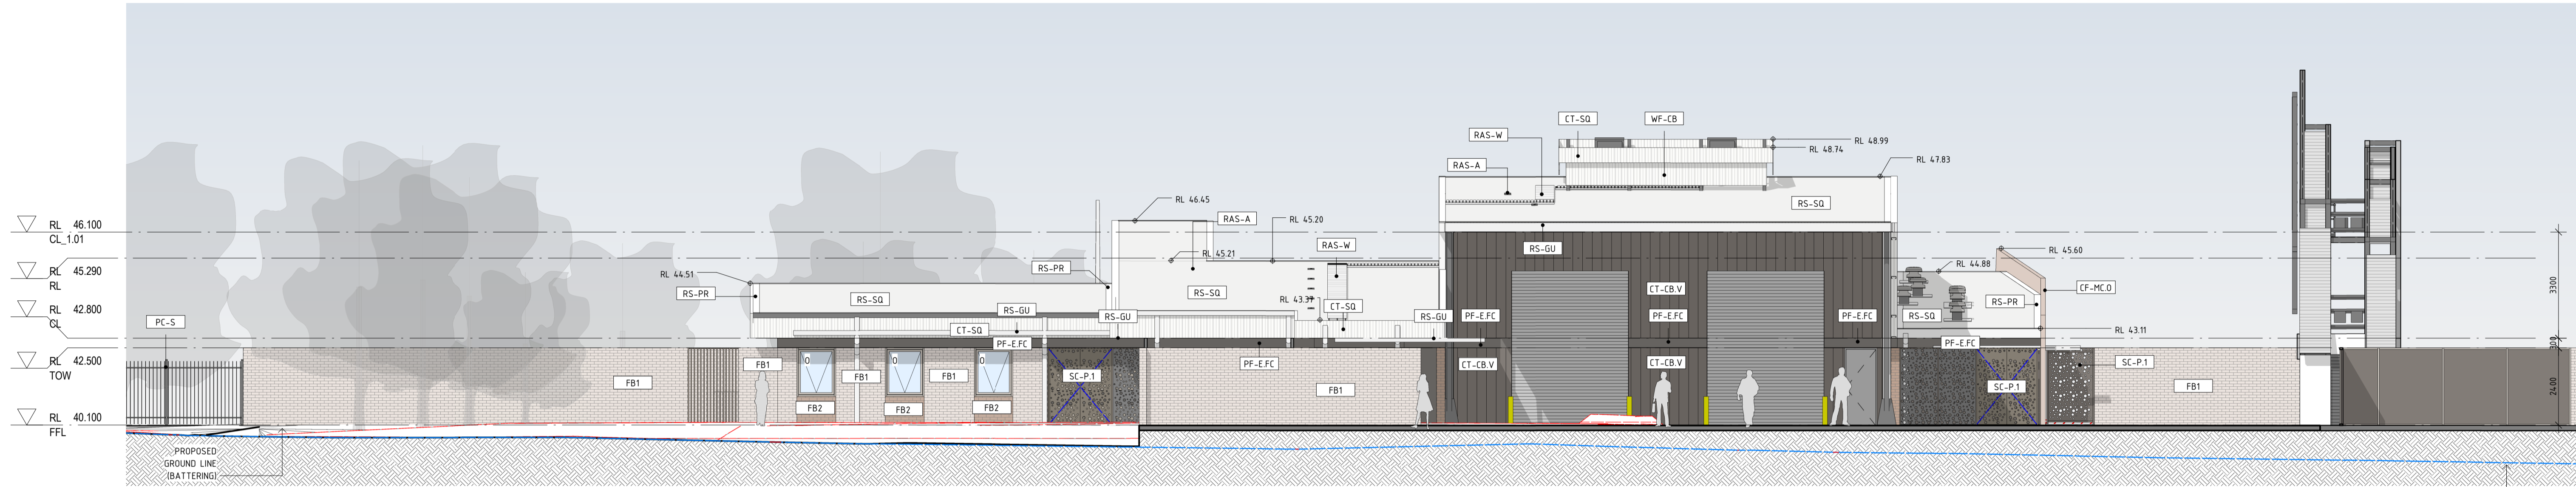 CT-SQ
WF-CB
RL 48.99
RL 48.74
RAS-W
RL 47.83
RAS-A
RS-SQ
RL 46.45
RAS-A
RL 45.20
RL 46.100
CL_1.01
RAS-W
RS-GU
RL 45.60
RL 45.21
RL 45.290
RL
RL 44.51
RS-PR
RL 44.88
RS-PR
RS-SQ
RS-SQ
RL 43.37
CT-SQ
CT-CB.V
CF-MC.O
3300
RS-PR
RL 42.800
CL
PC-S
RS-GU
RS-GU
RS-GU
PF-E.FC
PF-E.FC
PF-E.FC
RS-SQ
RL 43.11
CT-SQ
PF-E.FC
PF-E.FC
300
RL 42.500
TOW
FB1
FB1
O
FB1
O
FB1
O
SC-P.1
PF-E.FC
FB1
CT-CB.V
CT-CB.V
SC-P.1
SC-P.1
FB1
2400
FB2
FB2
FB2
RL 40.100
FFL
PROPOSED
GROUND LINE
(BATTERING)